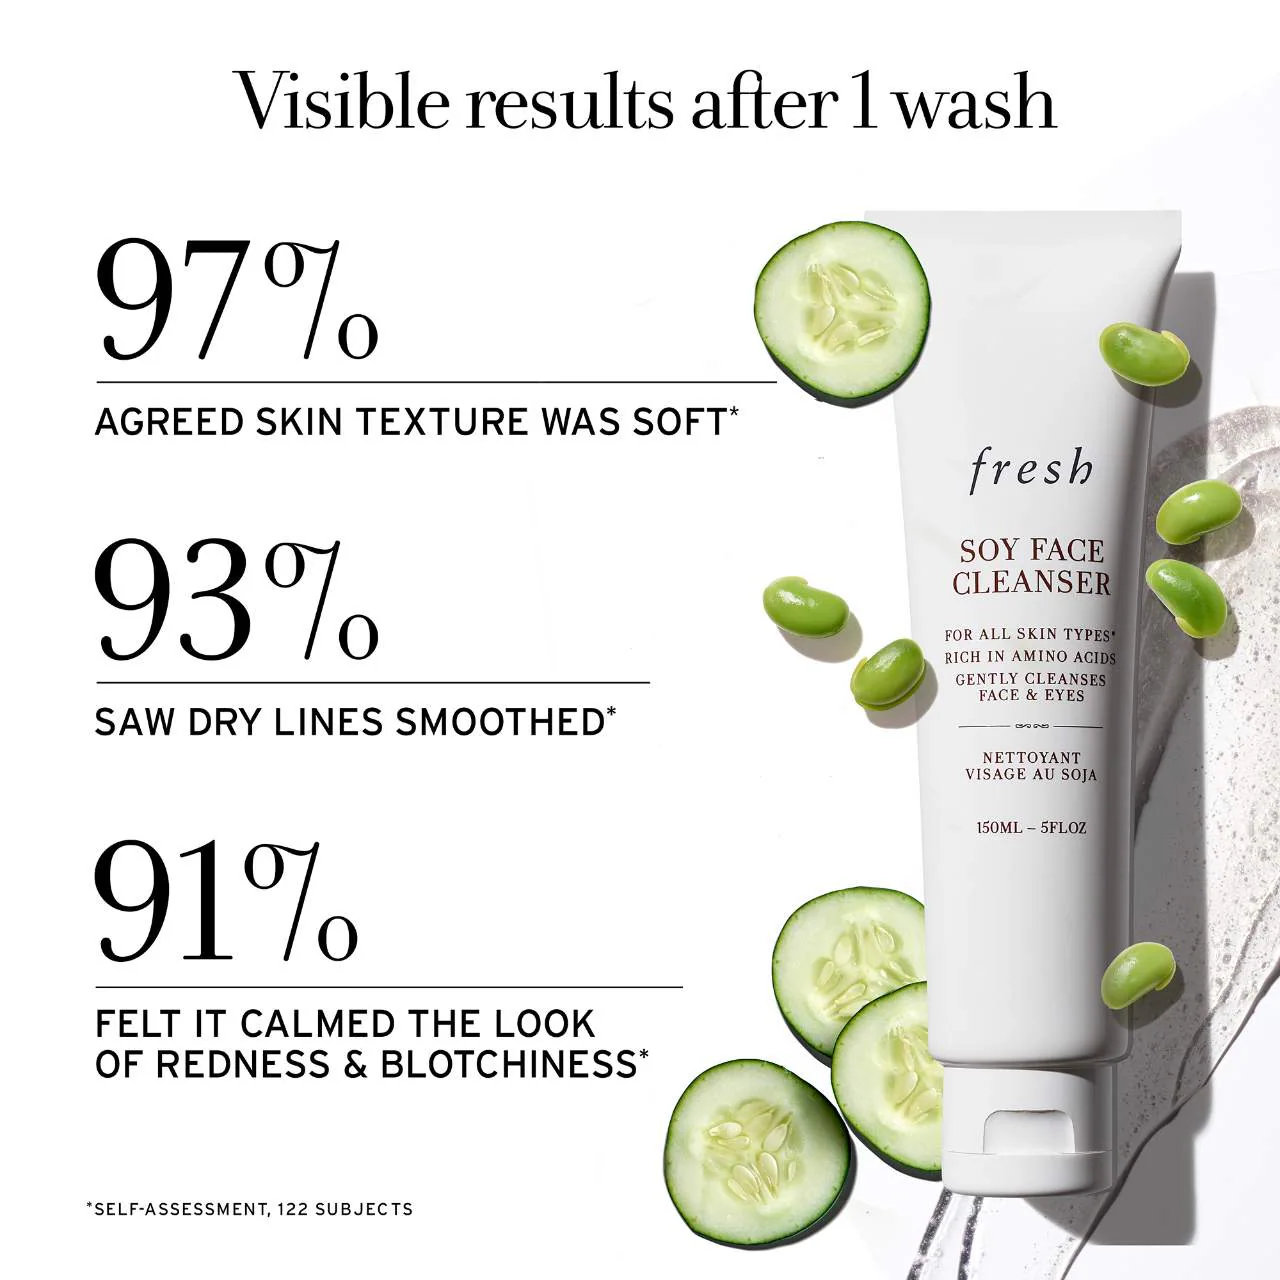 Visible results after 1 wash
97%
AGREED SKIN TEXTURE WAS SOFT*
93%
SAW DRY LINES SMOOTHED*
91%
FELT IT CALMED THE LOOK
OF REDNESS & BLOTCHINESS*
*SELF-ASSESSMENT, 122 SUBJECTS
fresh
SOY FACE
CLEANSER
FOR ALL SKIN TYPES*
RICH IN AMINO ACIDS
GENTLY CLEANSES
FACE & EYES
NETTOYANT
VISAGE AU SOJA
150ML – 5FLOZ